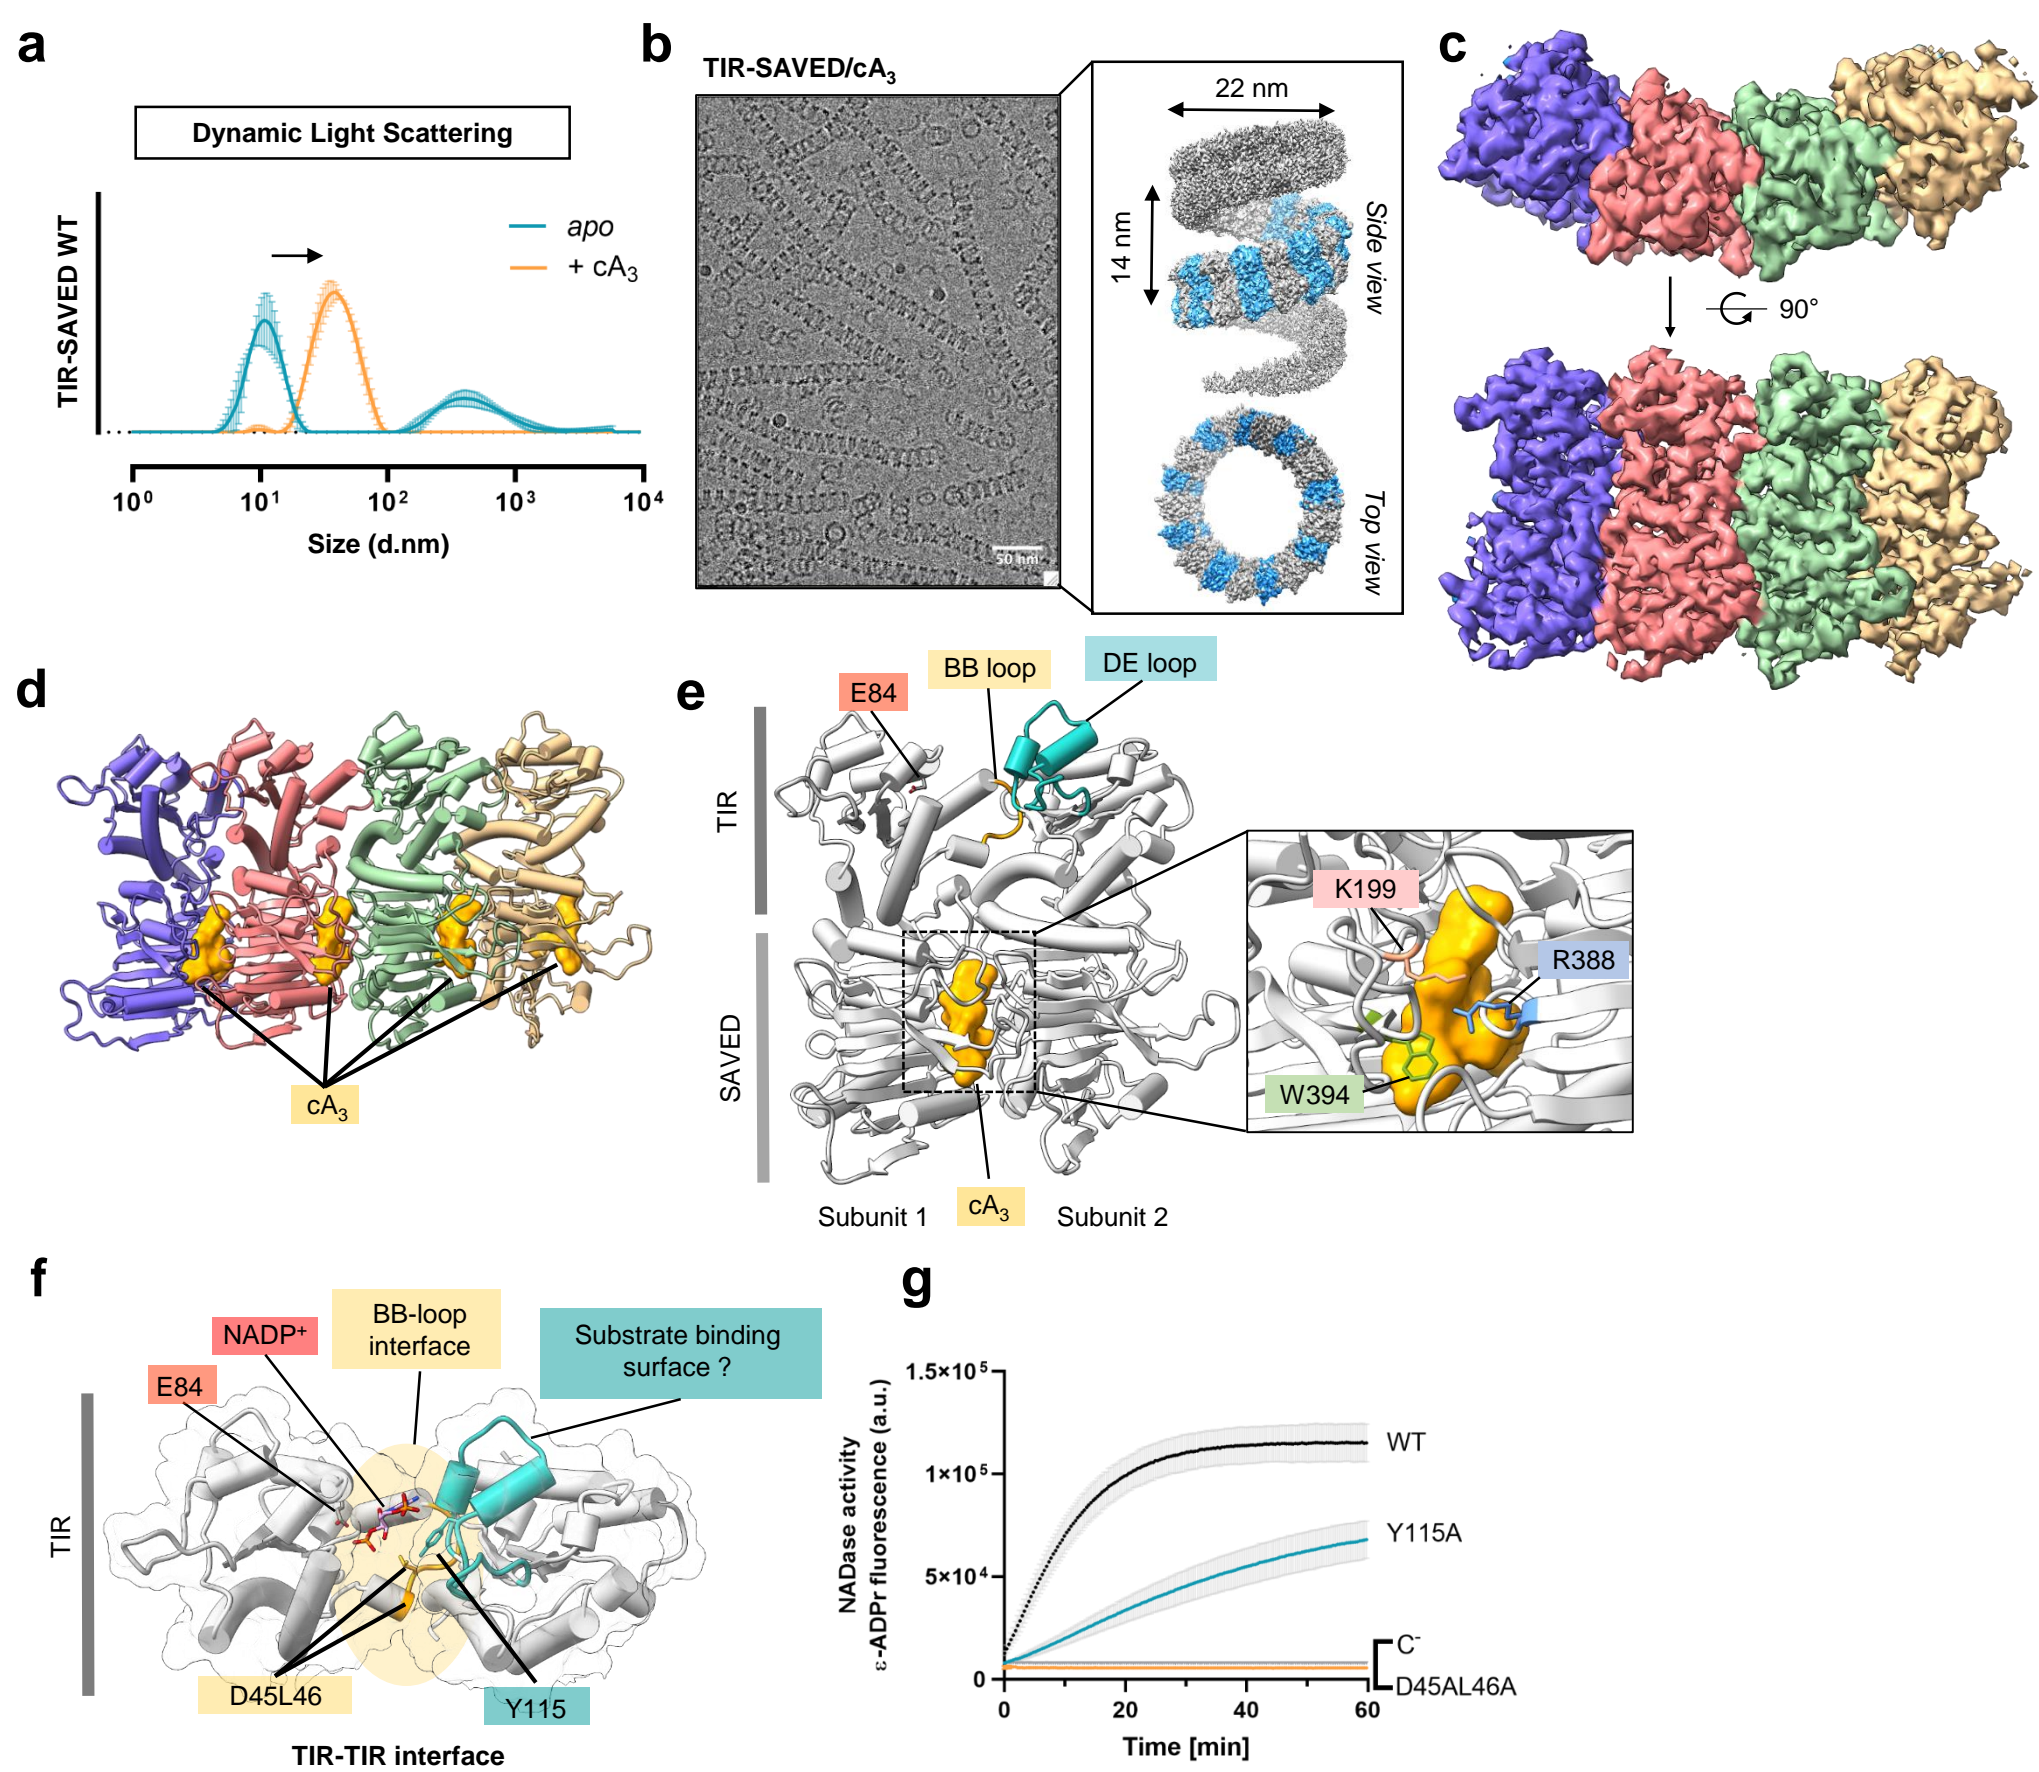 a
Dynamic Light Scattering
TIR-SAVED WT
apo
+ cA₃
10⁰ 10¹ 10² 10³ 10⁴
Size (d.nm)
b
TIR-SAVED/cA₃
50 nm
22 nm
14 nm
Side view
Top view
c
90°
d
cA₃
e
E84
BB loop
DE loop
TIR
SAVED
K199
R388
W394
cA₃
Subunit 1
Subunit 2
f
NADP⁺
BB-loop
interface
Substrate binding
surface ?
E84
TIR
D45L46
Y115
TIR-TIR interface
g
NADase activity
ε-ADPr fluorescence (a.u.)
1.5×10⁵
1×10⁵
5×10⁴
0
WT
Y115A
C⁻
D45AL46A
0 20 40 60
Time [min]